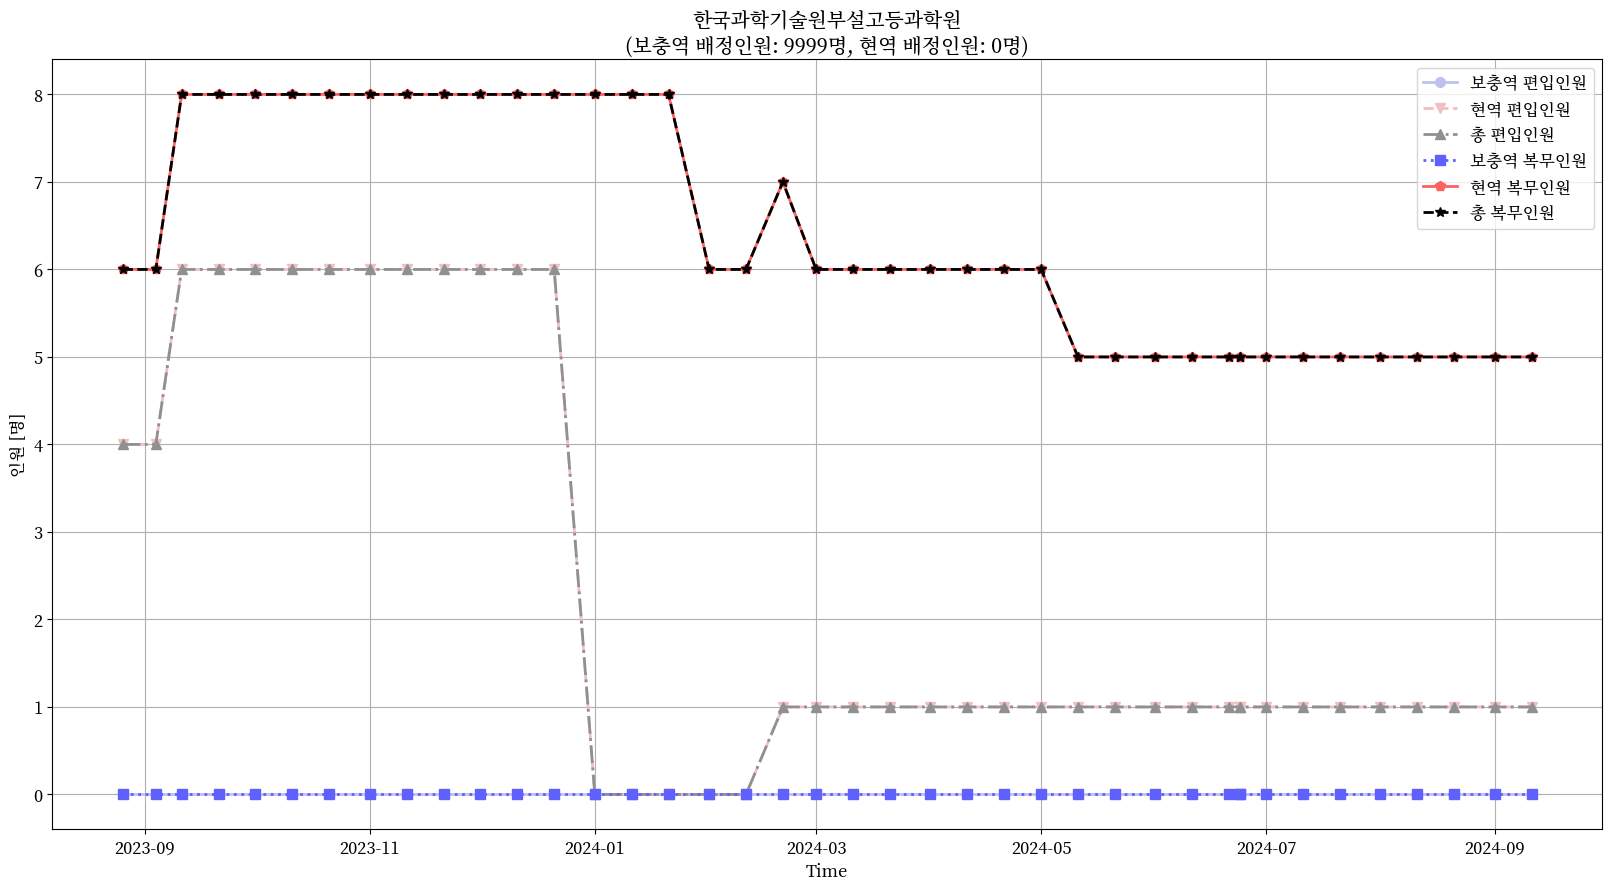 한국과학기술원부설고등과학원
(보충역 배정인원: 9999명, 현역 배정인원: 0명)
보충역 편입인원
현역 편입인원
총 편입인원
보충역 복무인원
현역 복무인원
총 복무인원
인원 [명]
8
7
6
5
4
3
2
1
0
2023-09
2023-11
2024-01
2024-03
2024-05
2024-07
2024-09
Time